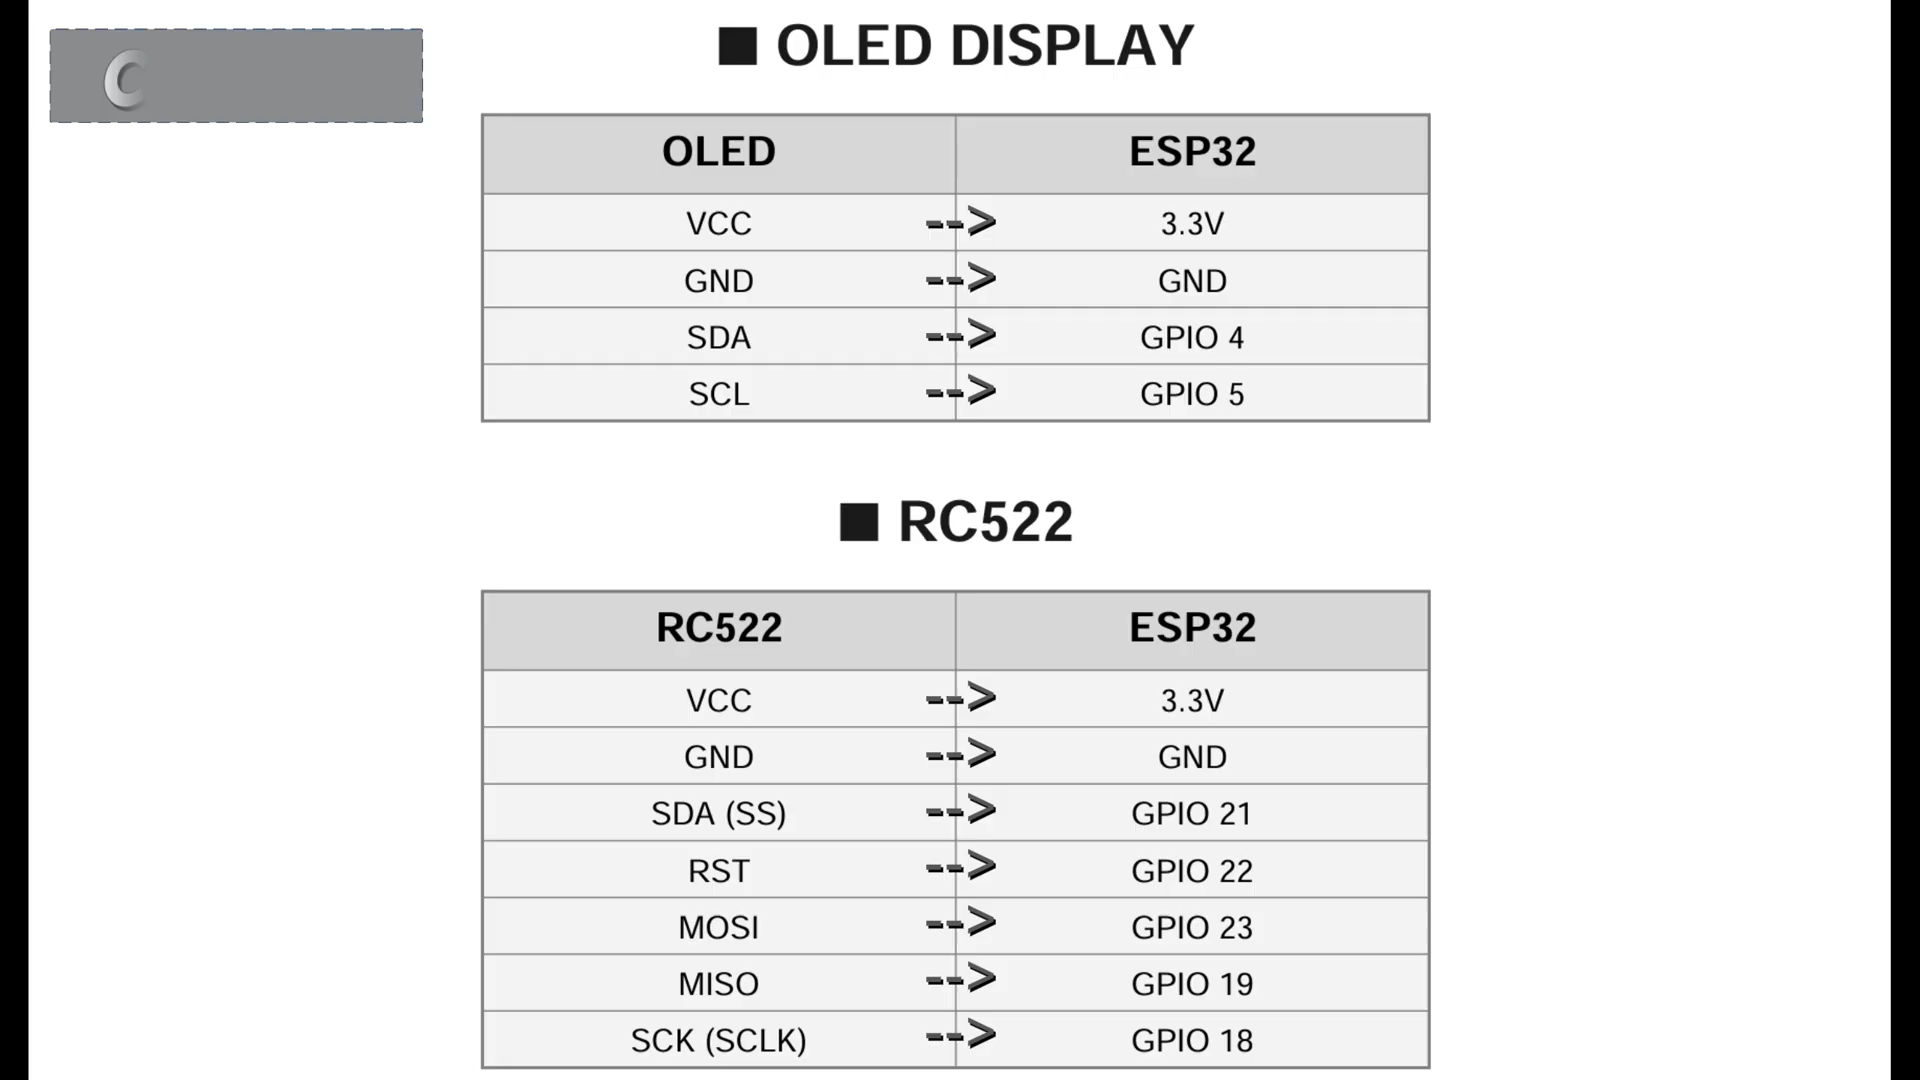 C
■ OLED DISPLAY
OLED ESP32
VCC --> 3.3V
GND --> GND
SDA --> GPIO 4
SCL --> GPIO 5
■ RC522
RC522 ESP32
VCC --> 3.3V
GND --> GND
SDA (SS) --> GPIO 21
RST --> GPIO 22
MOSI --> GPIO 23
MISO --> GPIO 19
SCK (SCLK) --> GPIO 18